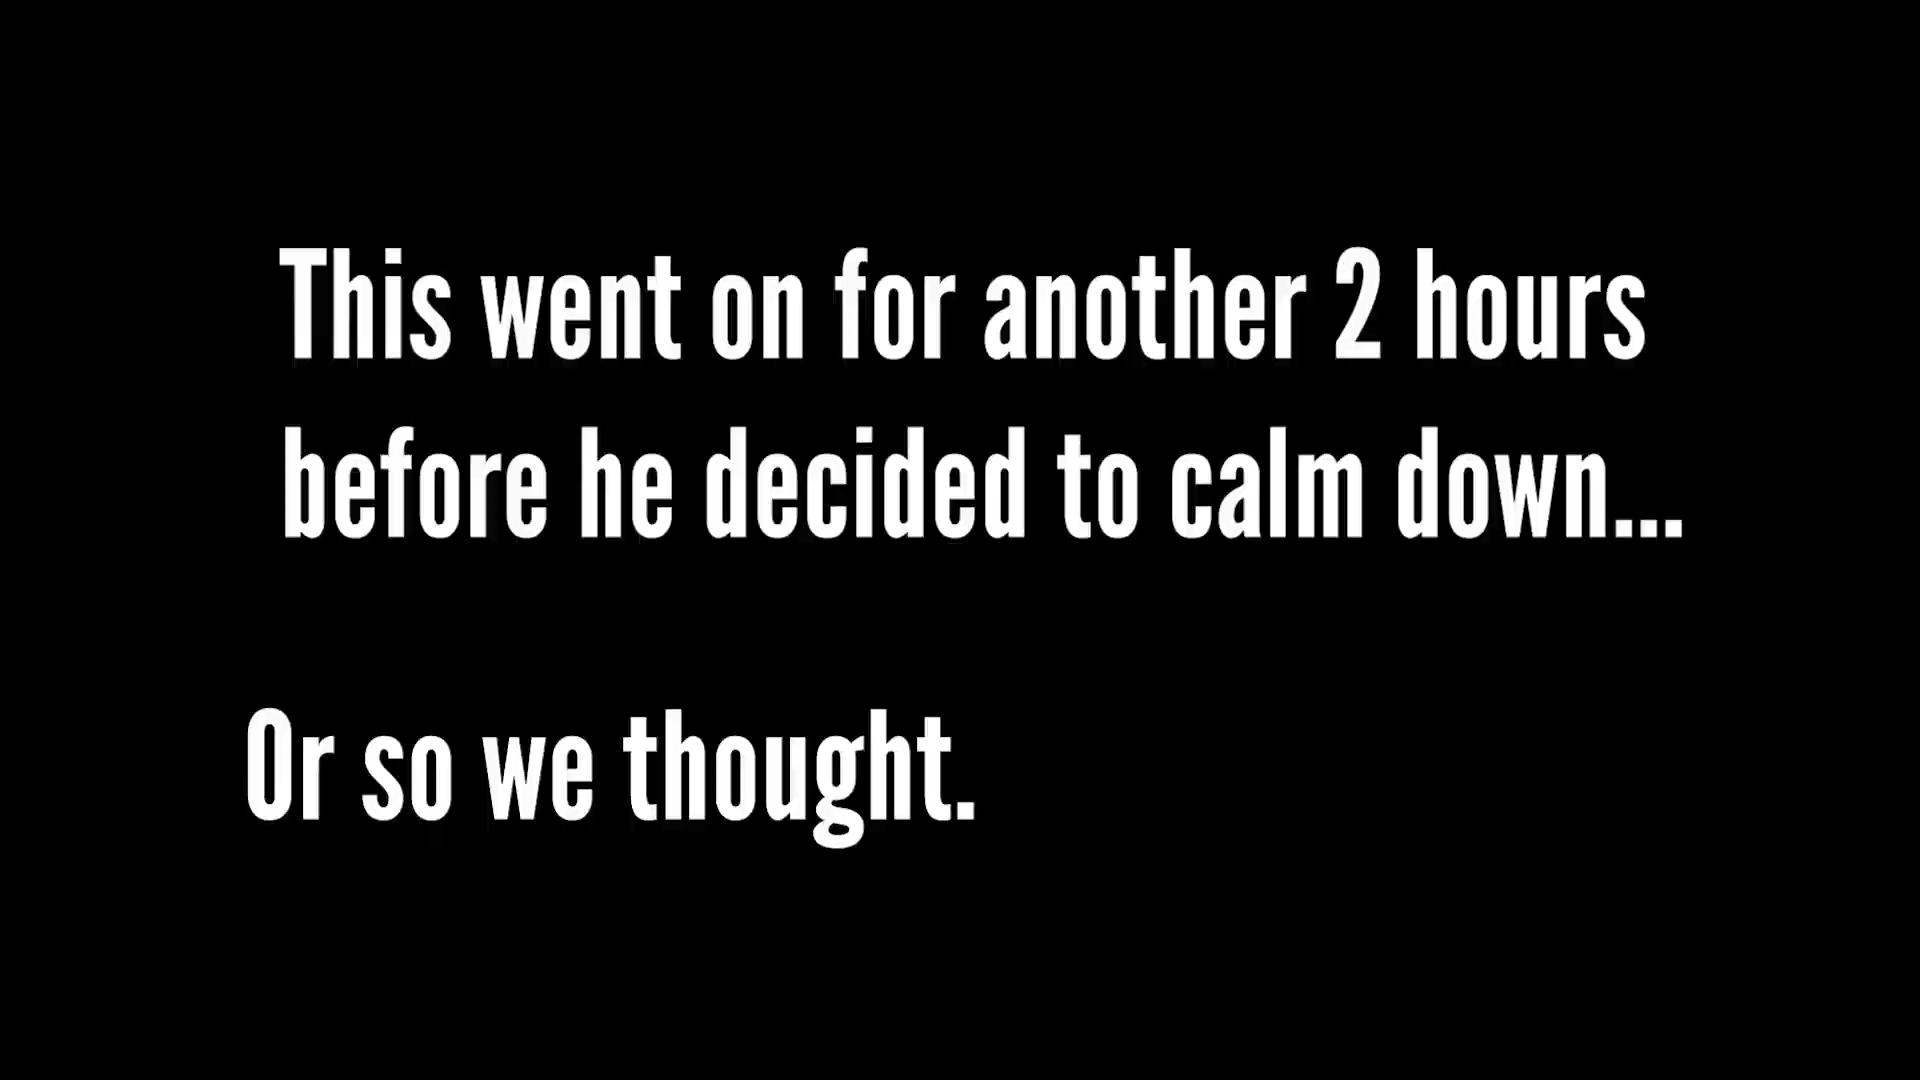 This went on for another 2 hours
before he decided to calm down...
Or so we thought.